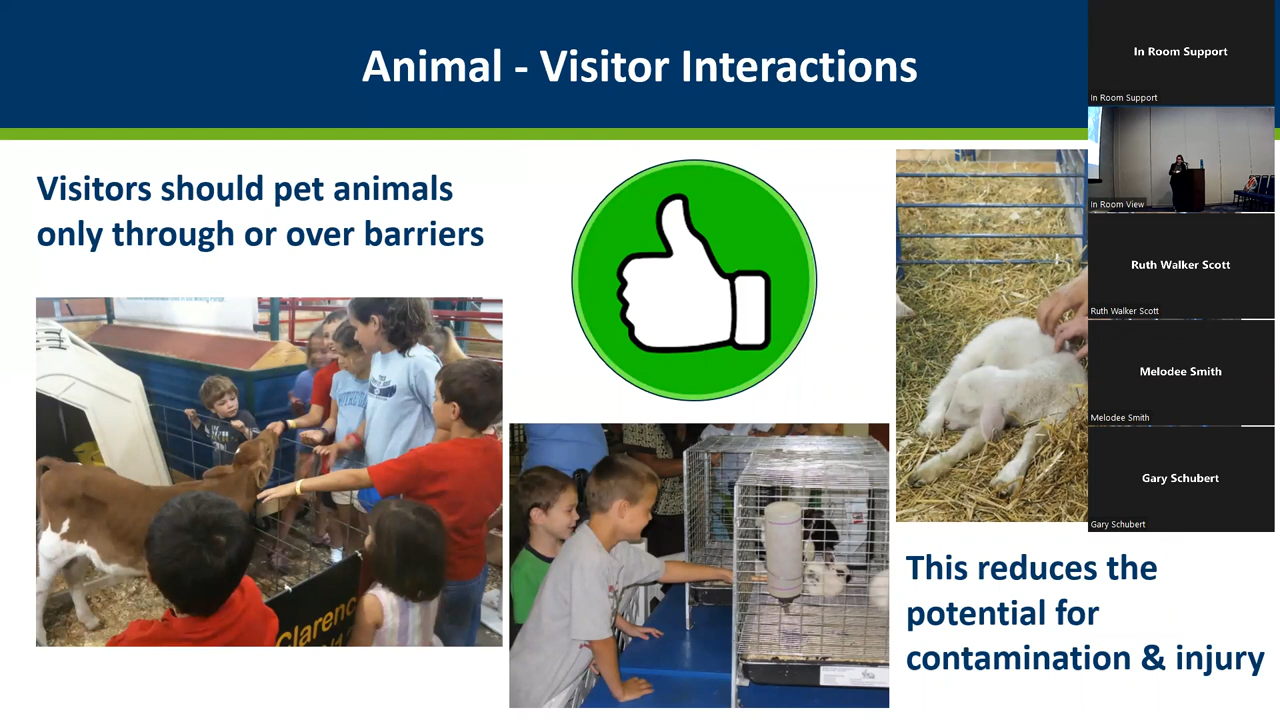 Animal - Visitor Interactions
Visitors should pet animals
only through or over barriers
Clarenc
This reduces the
potential for
contamination & injury
In Room Support
In Room Support
In Room View
Ruth Walker Scott
Ruth Walker Scott
Melodee Smith
Melodee Smith
Gary Schubert
Gary Schubert